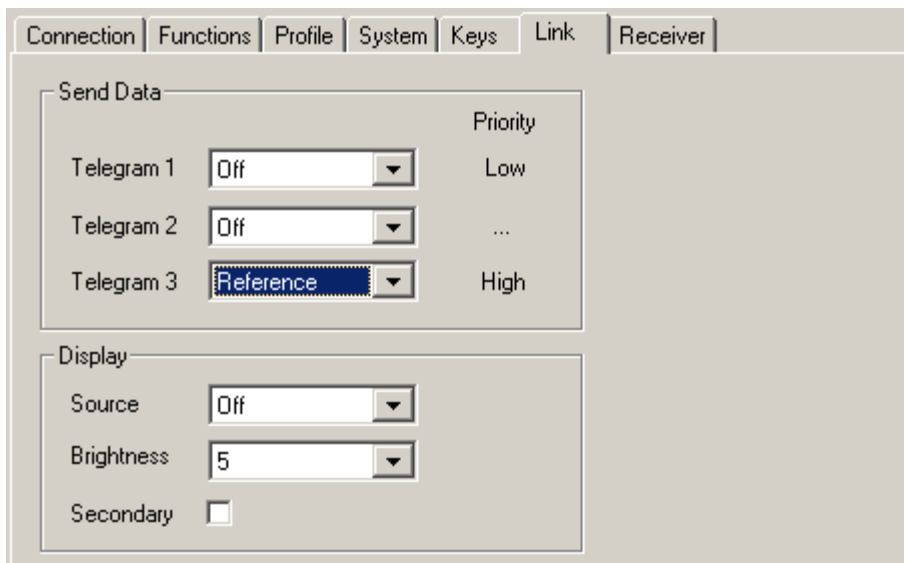 Connection Functions Profile System Keys Link Receiver
Send Data
Priority
Telegram 1 Off Low
Telegram 2 Off ...
Telegram 3 Reference High
Display
Source Off
Brightness 5
Secondary